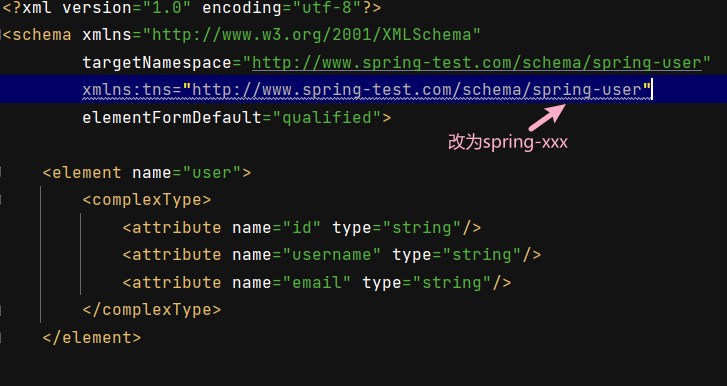 <?xml version="1.0" encoding="utf-8"?>
<schema xmlns="http://www.w3.org/2001/XMLSchema"
targetNamespace="http://www.spring-test.com/schema/spring-user"
xmlns:tns="http://www.spring-test.com/schema/spring-user"
elementFormDefault="qualified">
改为spring-xxx
<element name="user">
<complexType>
<attribute name="id" type="string"/>
<attribute name="username" type="string"/>
<attribute name="email" type="string"/>
</complexType>
</element>